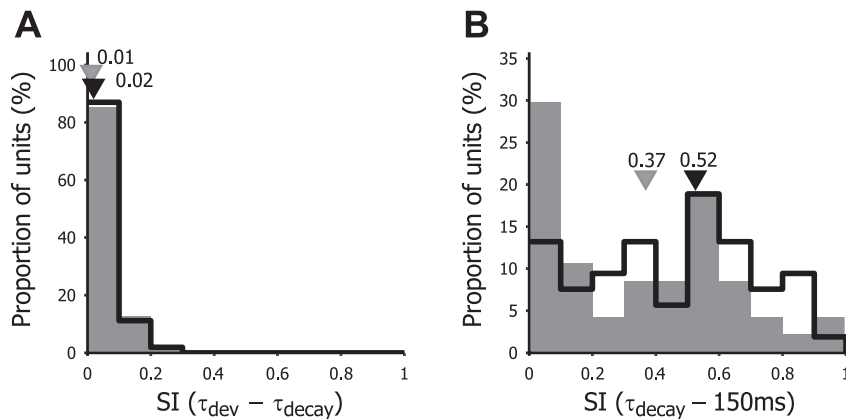 A
0.01
0.02
100
80
60
40
20
0
Proportion of units (%)
0 0.2 0.4 0.6 0.8 1
SI (τdev − τdecay)
B
35
30
25
20
15
10
5
0
Proportion of units (%)
0.37 0.52
0 0.2 0.4 0.6 0.8 1
SI (τdecay − 150ms)